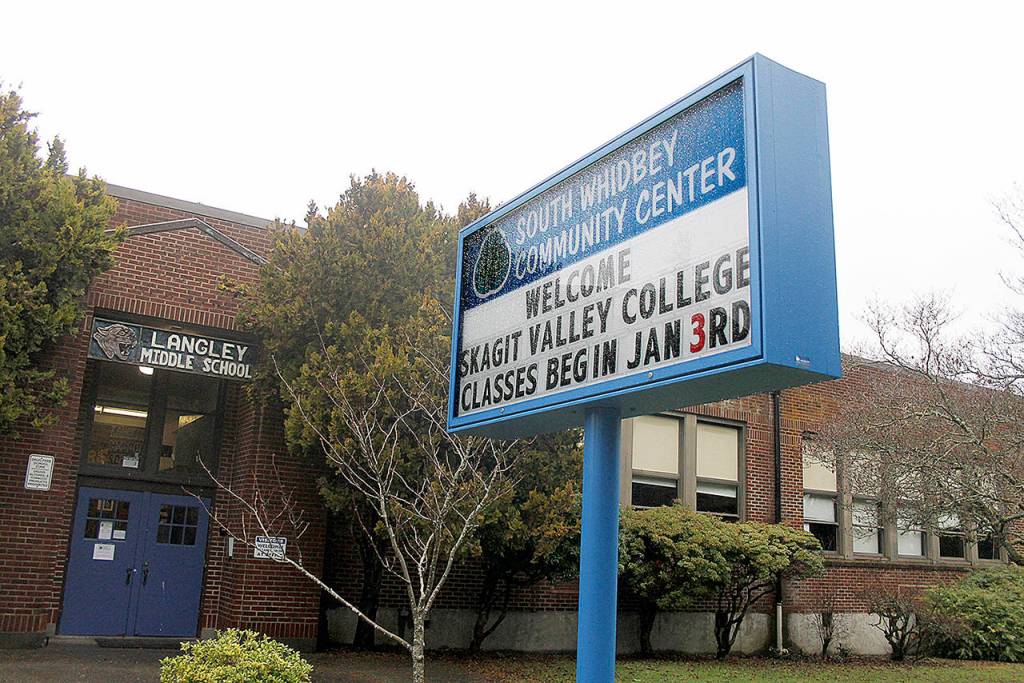 SOUTH WHIDBEY
COMMUNITY CENTER
WELCOME
SKAGIT VALLEY COLLEGE
CLASSES BEGIN JAN 3RD
LANGLEY
MIDDLE SCHOOL